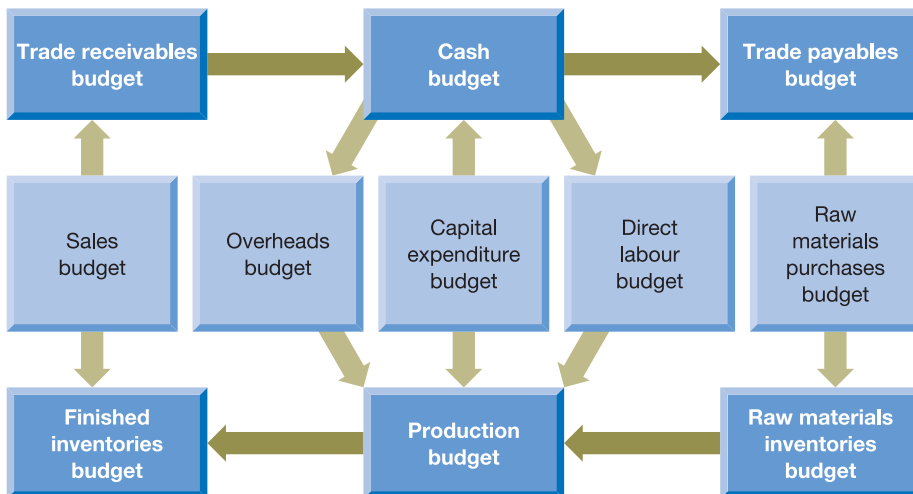 Trade receivables
budget
Cash
budget
Trade payables
budget
Sales
budget
Overheads
budget
Capital
expenditure
budget
Direct
labour
budget
Raw
materials
purchases
budget
Finished
inventories
budget
Production
budget
Raw materials
inventories
budget